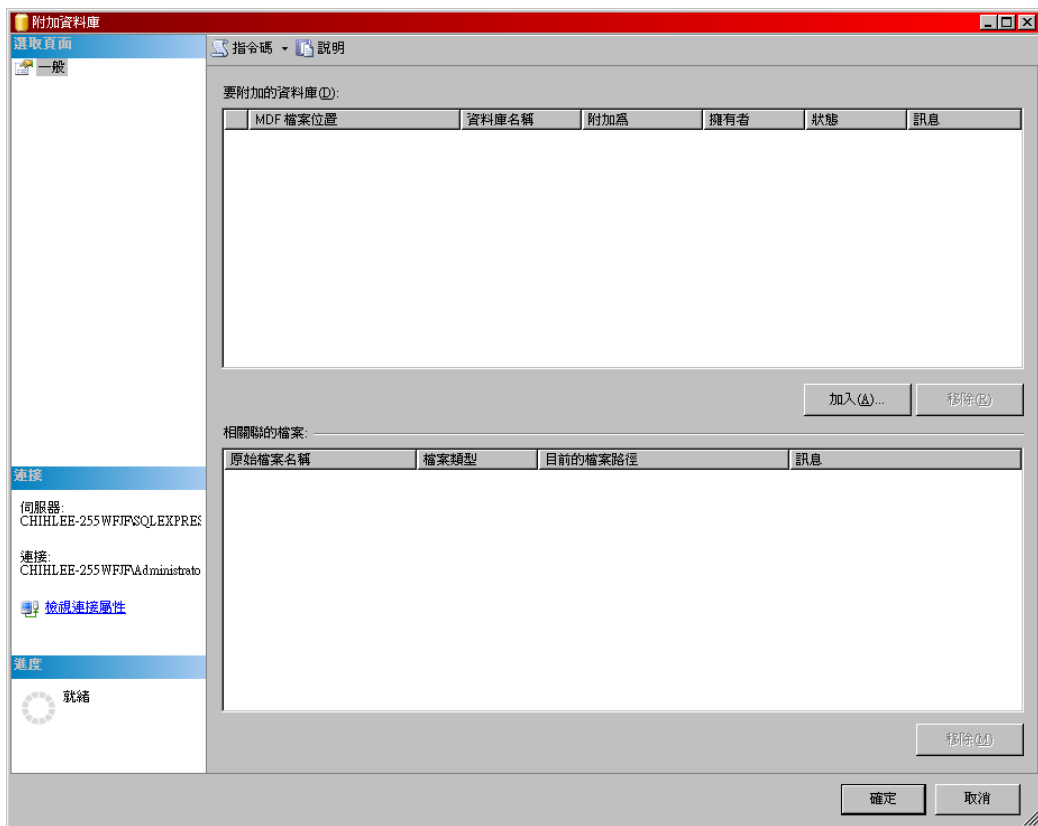 附加資料庫
選取頁面
一般
指令碼
說明
要附加的資料庫(D):
MDF 檔案位置 資料庫名稱 附加為 擁有者 狀態 訊息
加入(A)... 移除(R)
相關聯的檔案:
原始檔案名稱 檔案類型 目前的檔案路徑 訊息
移除(M)
連接
伺服器:
CHIHLEE-255WFJF\SQLEXPRES
連接:
CHIHLEE-255WFJF\Administrato
檢視連接屬性
進度
就緒
確定 取消